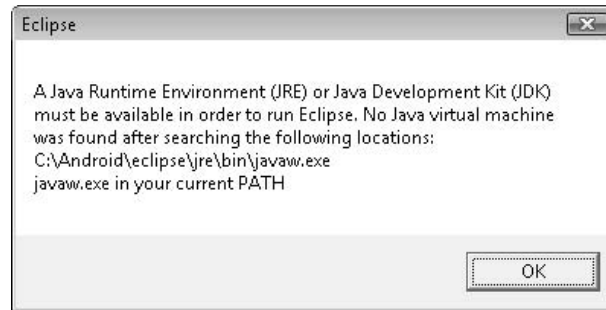 Eclipse
A Java Runtime Environment (JRE) or Java Development Kit (JDK)
must be available in order to run Eclipse. No Java virtual machine
was found after searching the following locations:
C:\Android\eclipse\jre\bin\javaw.exe
javaw.exe in your current PATH
OK